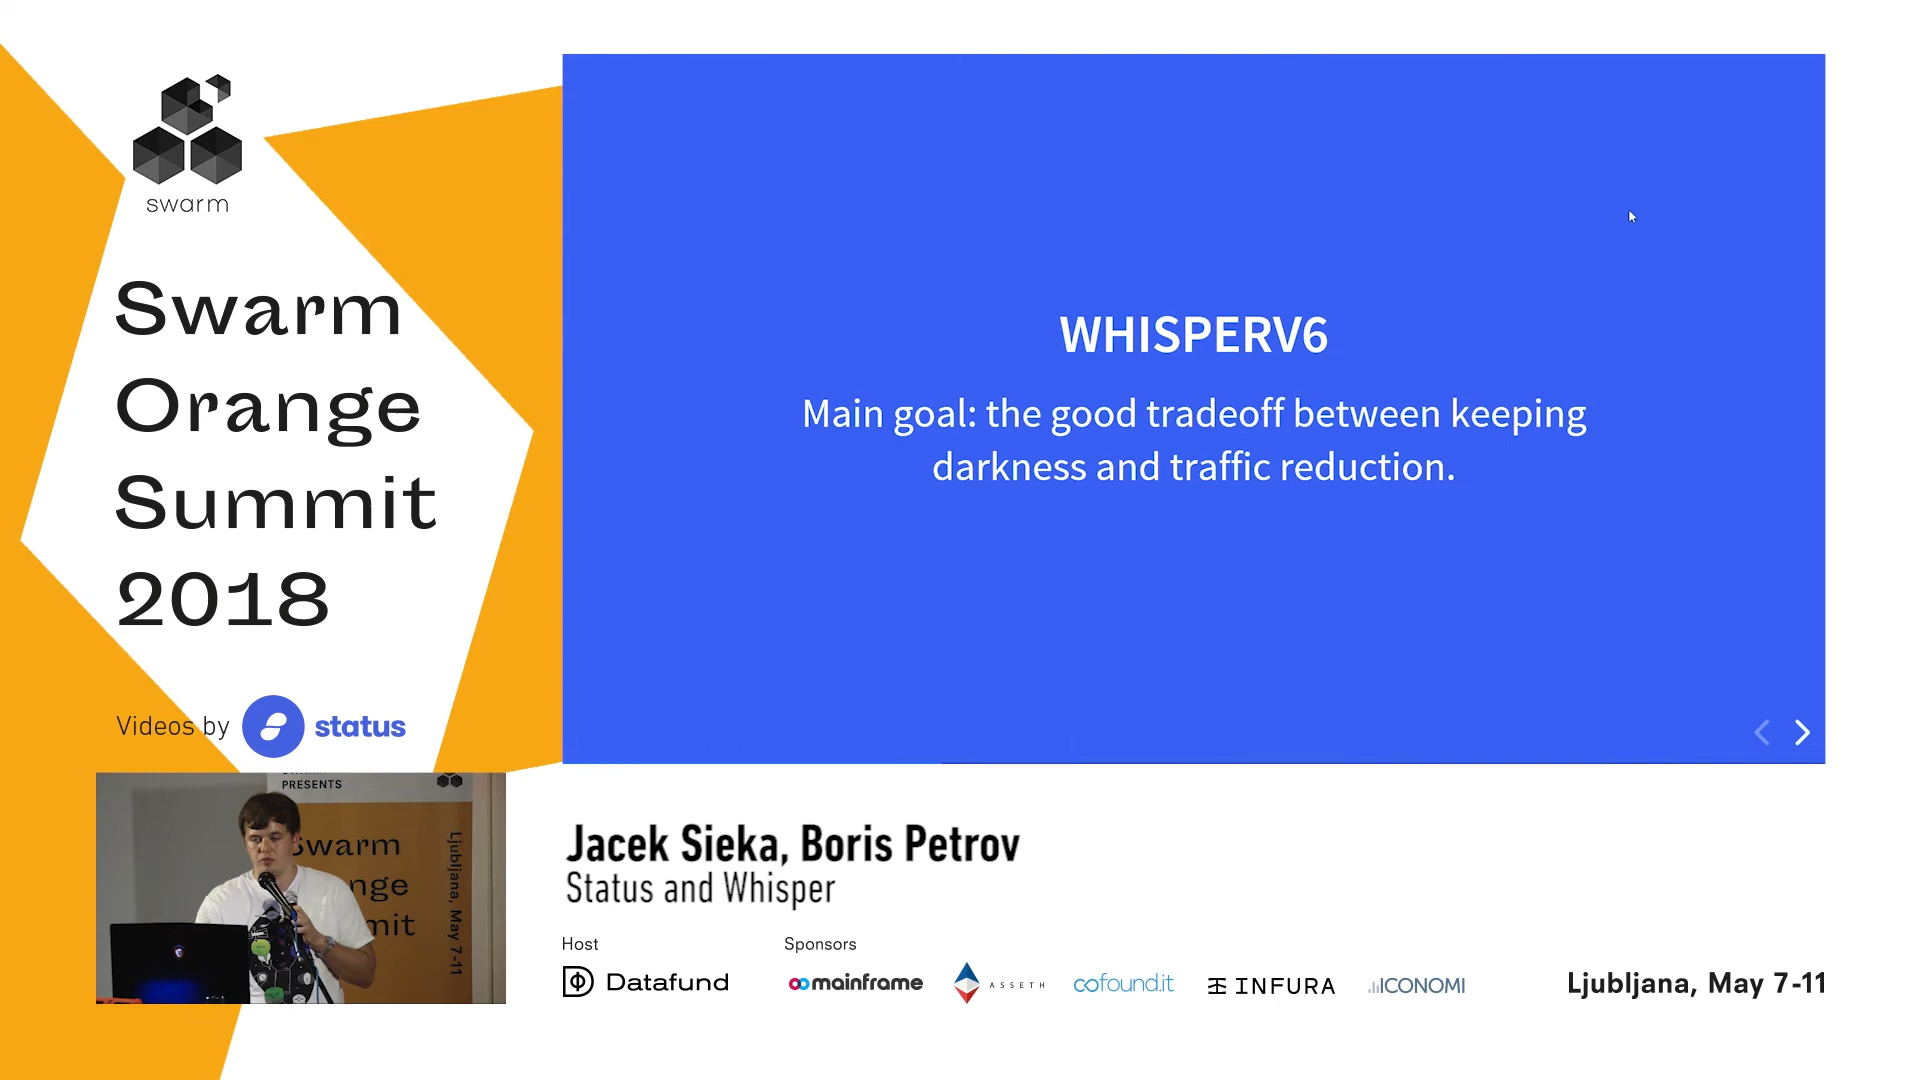 swarm
Swarm
Orange
Summit
2018
Videos by status
WHISPERV6
Main goal: the good tradeoff between keeping
darkness and traffic reduction.
PRESENTS
Swarm
nge
mit
Ljubljana, May 7-11
Jacek Sieka, Boris Petrov
Status and Whisper
Host
Datafund
Sponsors
mainframe
ASSETH
cofound.it
INFURA
ICONOMI
Ljubljana, May 7-11